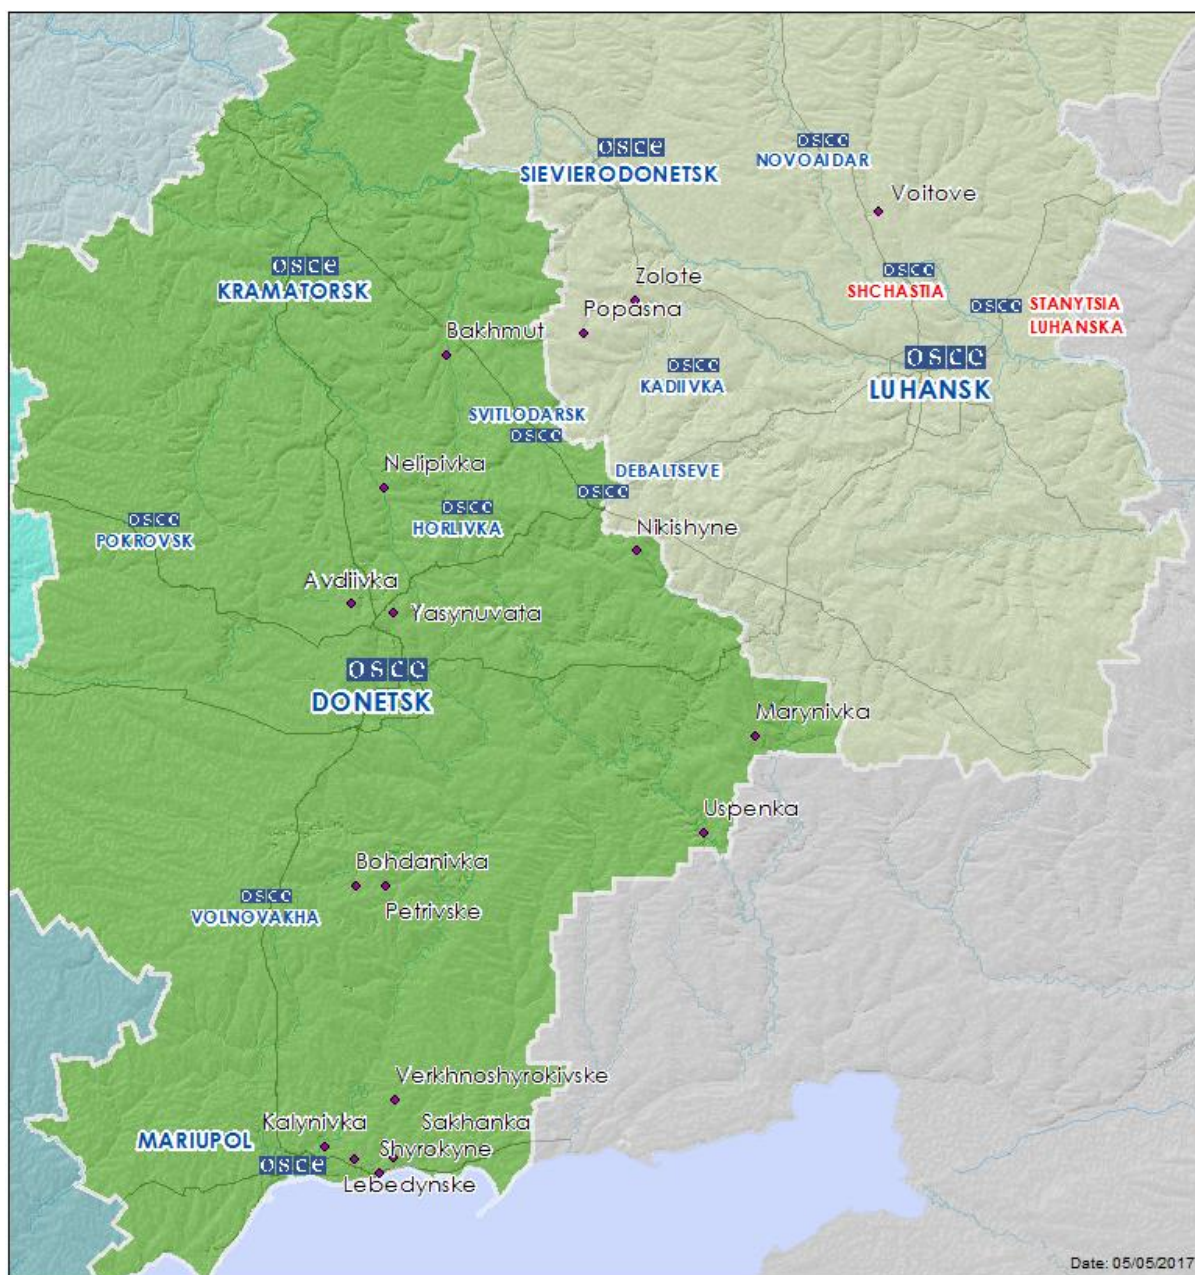 osce
NOVOAIDAR
osce
SIEVIERODONETSK
Voitove
osce
KRAMATORSK
osce
SHCHASTIA
Zolote
osce
STANYTSIA
LUHANSKA
Popasna
Bakhmut
osce
KADIIVKA
osce
LUHANSK
SVITLODARSK
osce
Nelipivka
DEBALTSEVE
osce
osce
POKROVSK
osce
HORLIVKA
Nikishyne
Avdiivka
Yasynuvata
osce
DONETSK
Marynivka
Uspenka
Bohdanivka
osce
VOLNOVAKHA
Petrivske
Verkhnoshyrokivske
Kalynivka
Sakhanka
MARIUPOL
osce
Shyrokyne
Lebedynske
Date: 05/05/2017